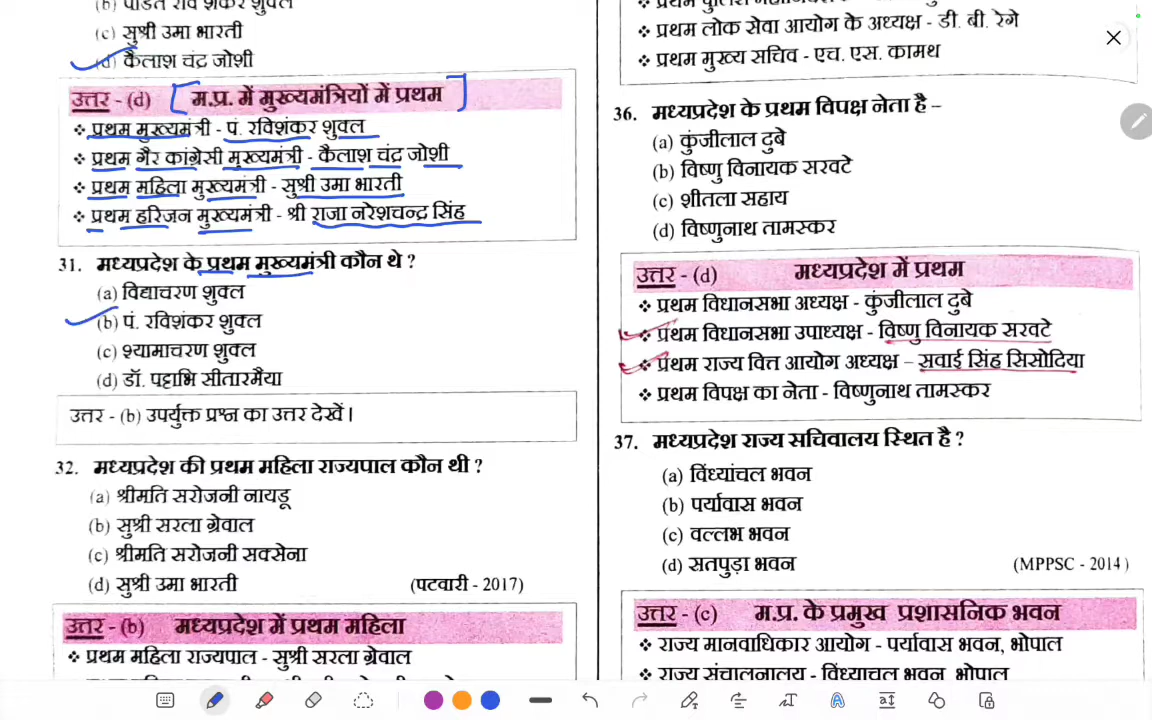 (b) पंडित रवि शंकर शुक्ल
(c) सुश्री उमा भारती
(d) कैलाश चंद्र जोशी
उत्तर - (d) म.प्र. में मुख्यमंत्रियों में प्रथम
❖ प्रथम मुख्यमंत्री - पं. रविशंकर शुक्ल
❖ प्रथम गैर कांग्रेसी मुख्यमंत्री - कैलाश चंद्र जोशी
❖ प्रथम महिला मुख्यमंत्री - सुश्री उमा भारती
❖ प्रथम हरिजन मुख्यमंत्री - श्री राजा नरेशचन्द्र सिंह
31. मध्यप्रदेश के प्रथम मुख्यमंत्री कौन थे ?
(a) विद्याचरण शुक्ल
(b) पं. रविशंकर शुक्ल
(c) श्यामाचरण शुक्ल
(d) डॉ. पट्टाभि सीतारमैया
उत्तर - (b) उपर्युक्त प्रश्न का उत्तर देखें।
32. मध्यप्रदेश की प्रथम महिला राज्यपाल कौन थी ?
(a) श्रीमति सरोजनी नायडू
(b) सुश्री सरला ग्रेवाल
(c) श्रीमति सरोजनी सक्सेना
(d) सुश्री उमा भारती (पटवारी - 2017)
उत्तर - (b) मध्यप्रदेश में प्रथम महिला
❖ प्रथम महिला राज्यपाल - सुश्री सरला ग्रेवाल
❖ प्रथम लोक सेवा आयोग के अध्यक्ष - डी. बी. रेगे
❖ प्रथम मुख्य सचिव - एच. एस. कामथ
36. मध्यप्रदेश के प्रथम विपक्ष नेता है –
(a) कुंजीलाल दुबे
(b) विष्णु विनायक सरवटे
(c) शीतला सहाय
(d) विष्णुनाथ तामस्कर
उत्तर - (d) मध्यप्रदेश में प्रथम
❖ प्रथम विधानसभा अध्यक्ष - कुंजीलाल दुबे
❖ प्रथम विधानसभा उपाध्यक्ष - विष्णु विनायक सरवटे
❖ प्रथम राज्य वित्त आयोग अध्यक्ष – सवाई सिंह सिसोदिया
❖ प्रथम विपक्ष का नेता - विष्णुनाथ तामस्कर
37. मध्यप्रदेश राज्य सचिवालय स्थित है ?
(a) विंध्यांचल भवन
(b) पर्यावास भवन
(c) वल्लभ भवन
(d) सतपुड़ा भवन (MPPSC - 2014)
उत्तर - (c) म.प्र. के प्रमुख प्रशासनिक भवन
❖ राज्य मानवाधिकार आयोग - पर्यावास भवन, भोपाल
❖ राज्य संचालनालय - विंध्याचल भवन, भोपाल